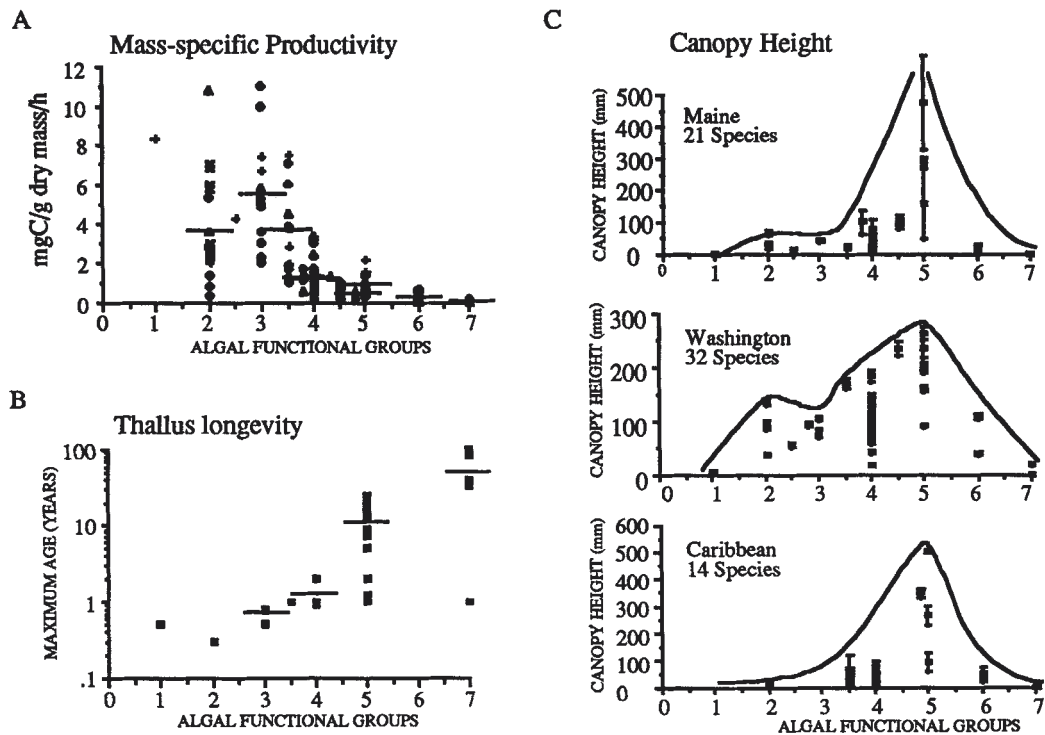 A
Mass-specific Productivity
mgC/g dry mass/h
12
10
8
6
4
2
0
0 1 2 3 4 5 6 7
ALGAL FUNCTIONAL GROUPS
B
Thallus longevity
MAXIMUM AGE (YEARS)
100
10
1
.1
0 1 2 3 4 5 6 7
ALGAL FUNCTIONAL GROUPS
C
Canopy Height
CANOPY HEIGHT (mm)
500
400
300
200
100
0
Maine
21 Species
0 1 2 3 4 5 6 7
CANOPY HEIGHT (mm)
300
200
100
0
Washington
32 Species
0 1 2 3 4 5 6 7
CANOPY HEIGHT (mm)
600
500
400
300
200
100
0
Caribbean
14 Species
0 1 2 3 4 5 6 7
ALGAL FUNCTIONAL GROUPS